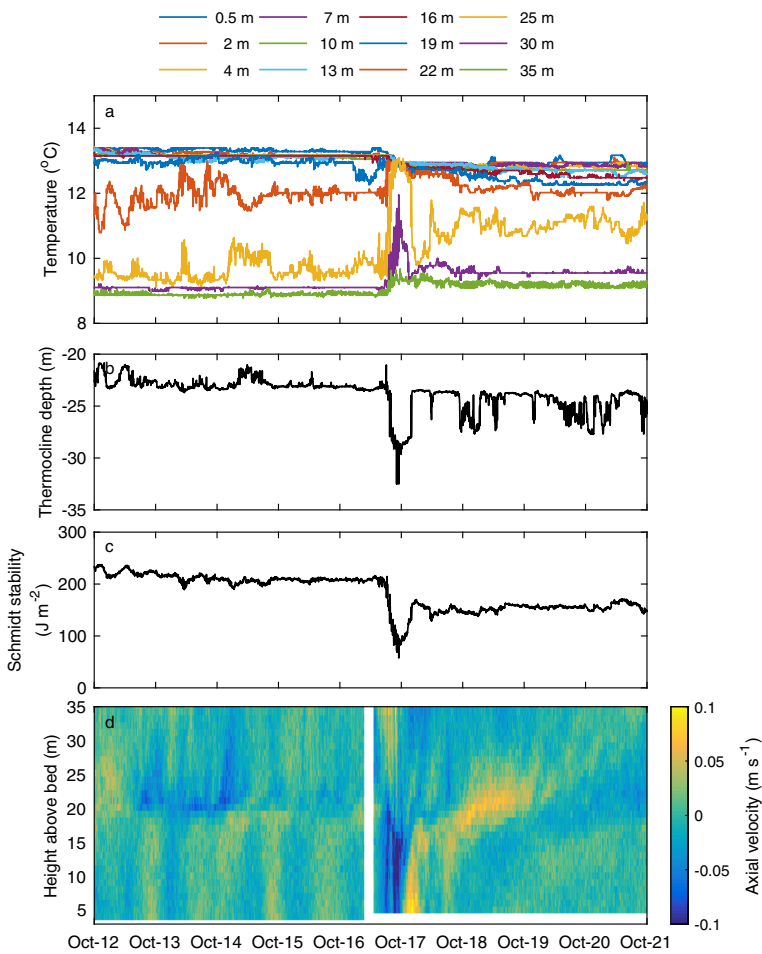 0.5 m 7 m 16 m 25 m
2 m 10 m 19 m 30 m
4 m 13 m 22 m 35 m
a
14
12
10
8
Temperature (°C)
b
-20
-25
-30
-35
Thermocline depth (m)
c
300
200
100
0
Schmidt stability
(J m⁻²)
d
35
30
25
20
15
10
5
Height above bed (m)
0.1
0.05
0
-0.05
-0.1
Axial velocity (m s⁻¹)
Oct-12 Oct-13 Oct-14 Oct-15 Oct-16 Oct-17 Oct-18 Oct-19 Oct-20 Oct-21